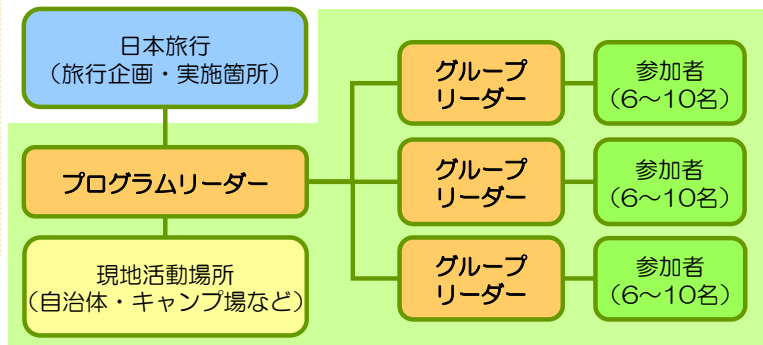 日本旅行
（旅行企画・実施箇所）
プログラムリーダー
現地活動場所
（自治体・キャンプ場など）
グループ
リーダー
参加者
（6～10名）
グループ
リーダー
参加者
（6～10名）
グループ
リーダー
参加者
（6～10名）